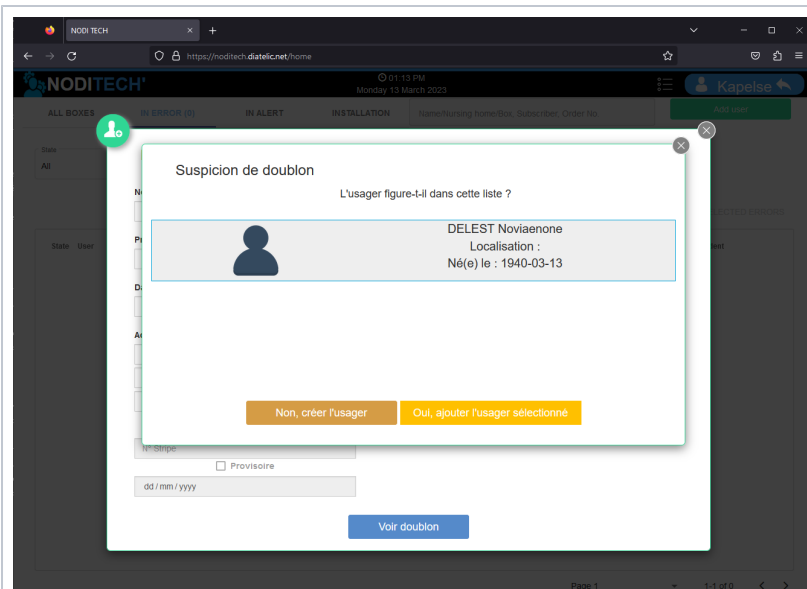 NODI TECH
https://noditech.diatelic.net/home
NODITECH'
01:13 PM
Monday 13 March 2023
Kapelse
ALL BOXES
IN ERROR (0)
IN ALERT
INSTALLATION
Name/Nursing home/Box, Subscriber, Order No.
Add user
State
All
Suspicion de doublon
L'usager figure-t-il dans cette liste ?
DELEST Noviaenone
Localisation :
Né(e) le : 1940-03-13
State User
Non, créer l'usager
Oui, ajouter l'usager sélectionné
N° Stripe
Provisoire
dd / mm / yyyy
Voir doublon
Page 1
1-1 of 0